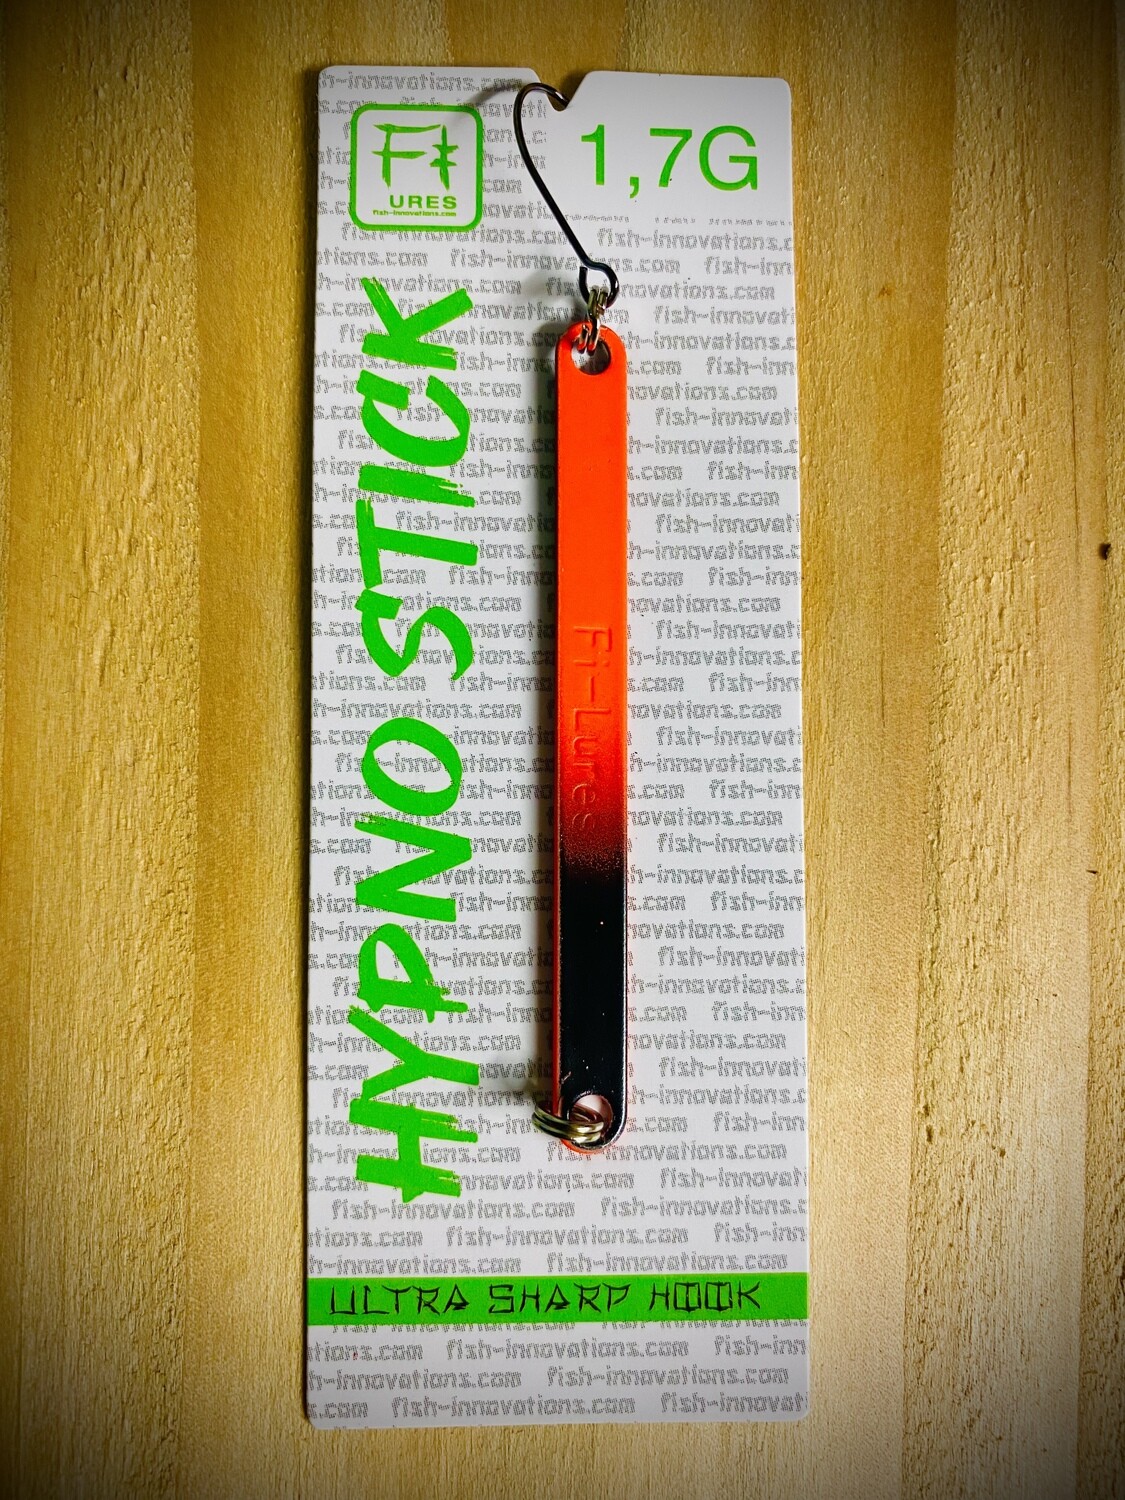 Fi
URES
fish-innovations.com
1,7G
HYPNO STICK
Fi-Lures
ULTRA SHARP HOOK
fish-innovations.com